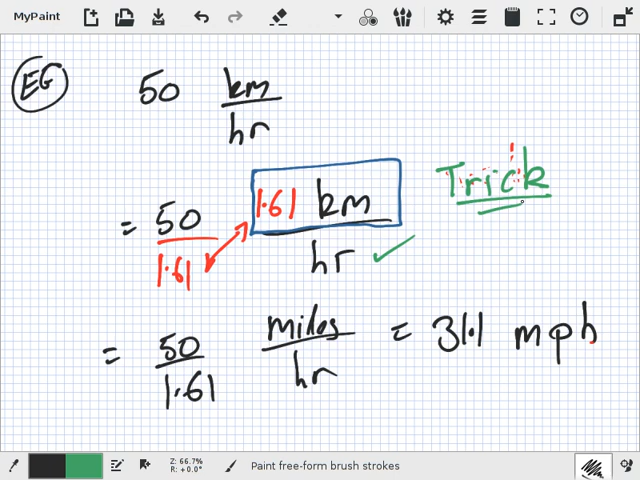 MyPaint
EG 50 km
hr
Trick
= 50 1.61 km
1.61 hr
= 50 miles = 31.1 mph
1.61 hr
Z: 66.7%
R: +0.0°
Paint free-form brush strokes